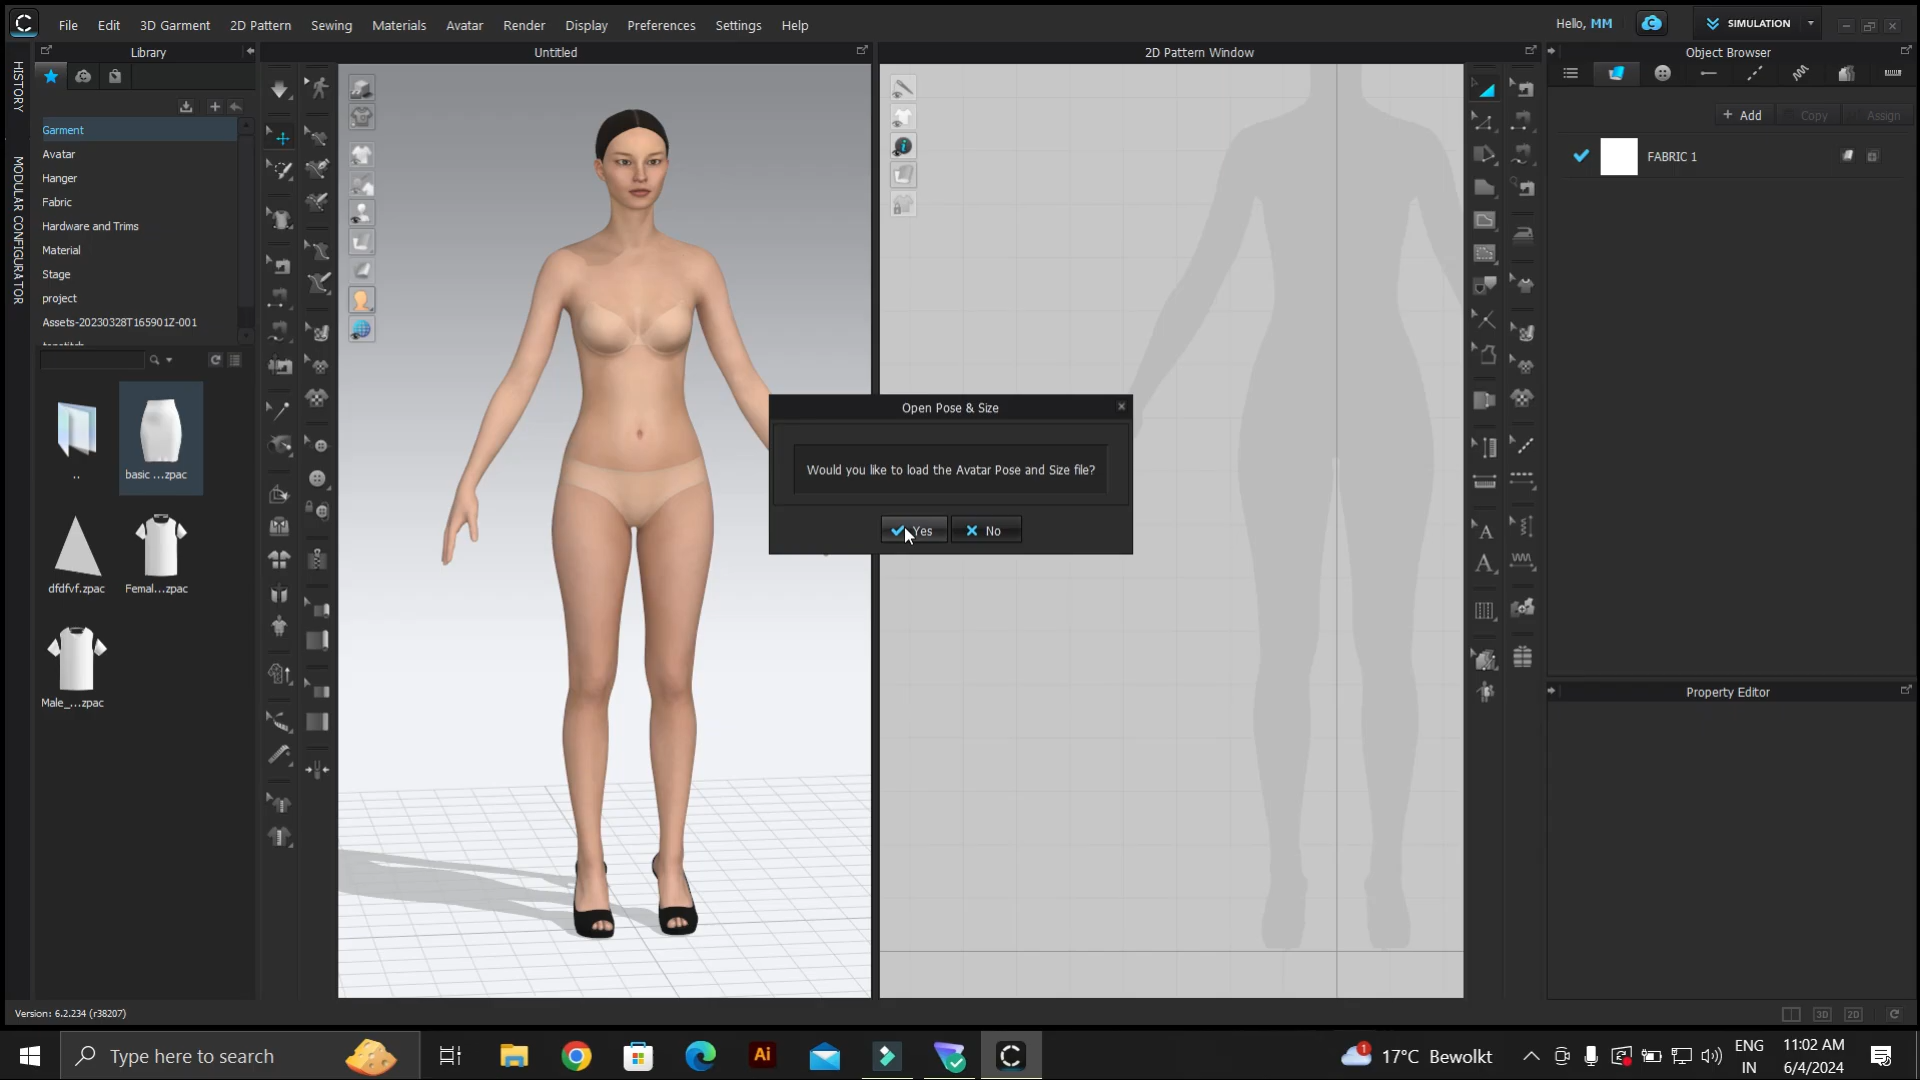 File Edit 3D Garment 2D Pattern Sewing Materials Avatar Render Display Preferences Settings Help
Hello, MM
SIMULATION
Library
Untitled
2D Pattern Window
Object Browser
HISTORY
MODULAR CONFIGURATOR
Garment
Avatar
Hanger
Fabric
Hardware and Trims
Material
Stage
project
Assets-20230328T165901Z-001
..
basic ...zpac
dfdfvf.zpac
Femal...zpac
Male_...zpac
+ Add
Copy
Assign
FABRIC 1
Open Pose & Size
Would you like to load the Avatar Pose and Size file?
Yes
No
Property Editor
Version: 6.2.234 (r38207)
3D
2D
Type here to search
Ai
1
17°C Bewolkt
ENG
IN
11:02 AM
6/4/2024